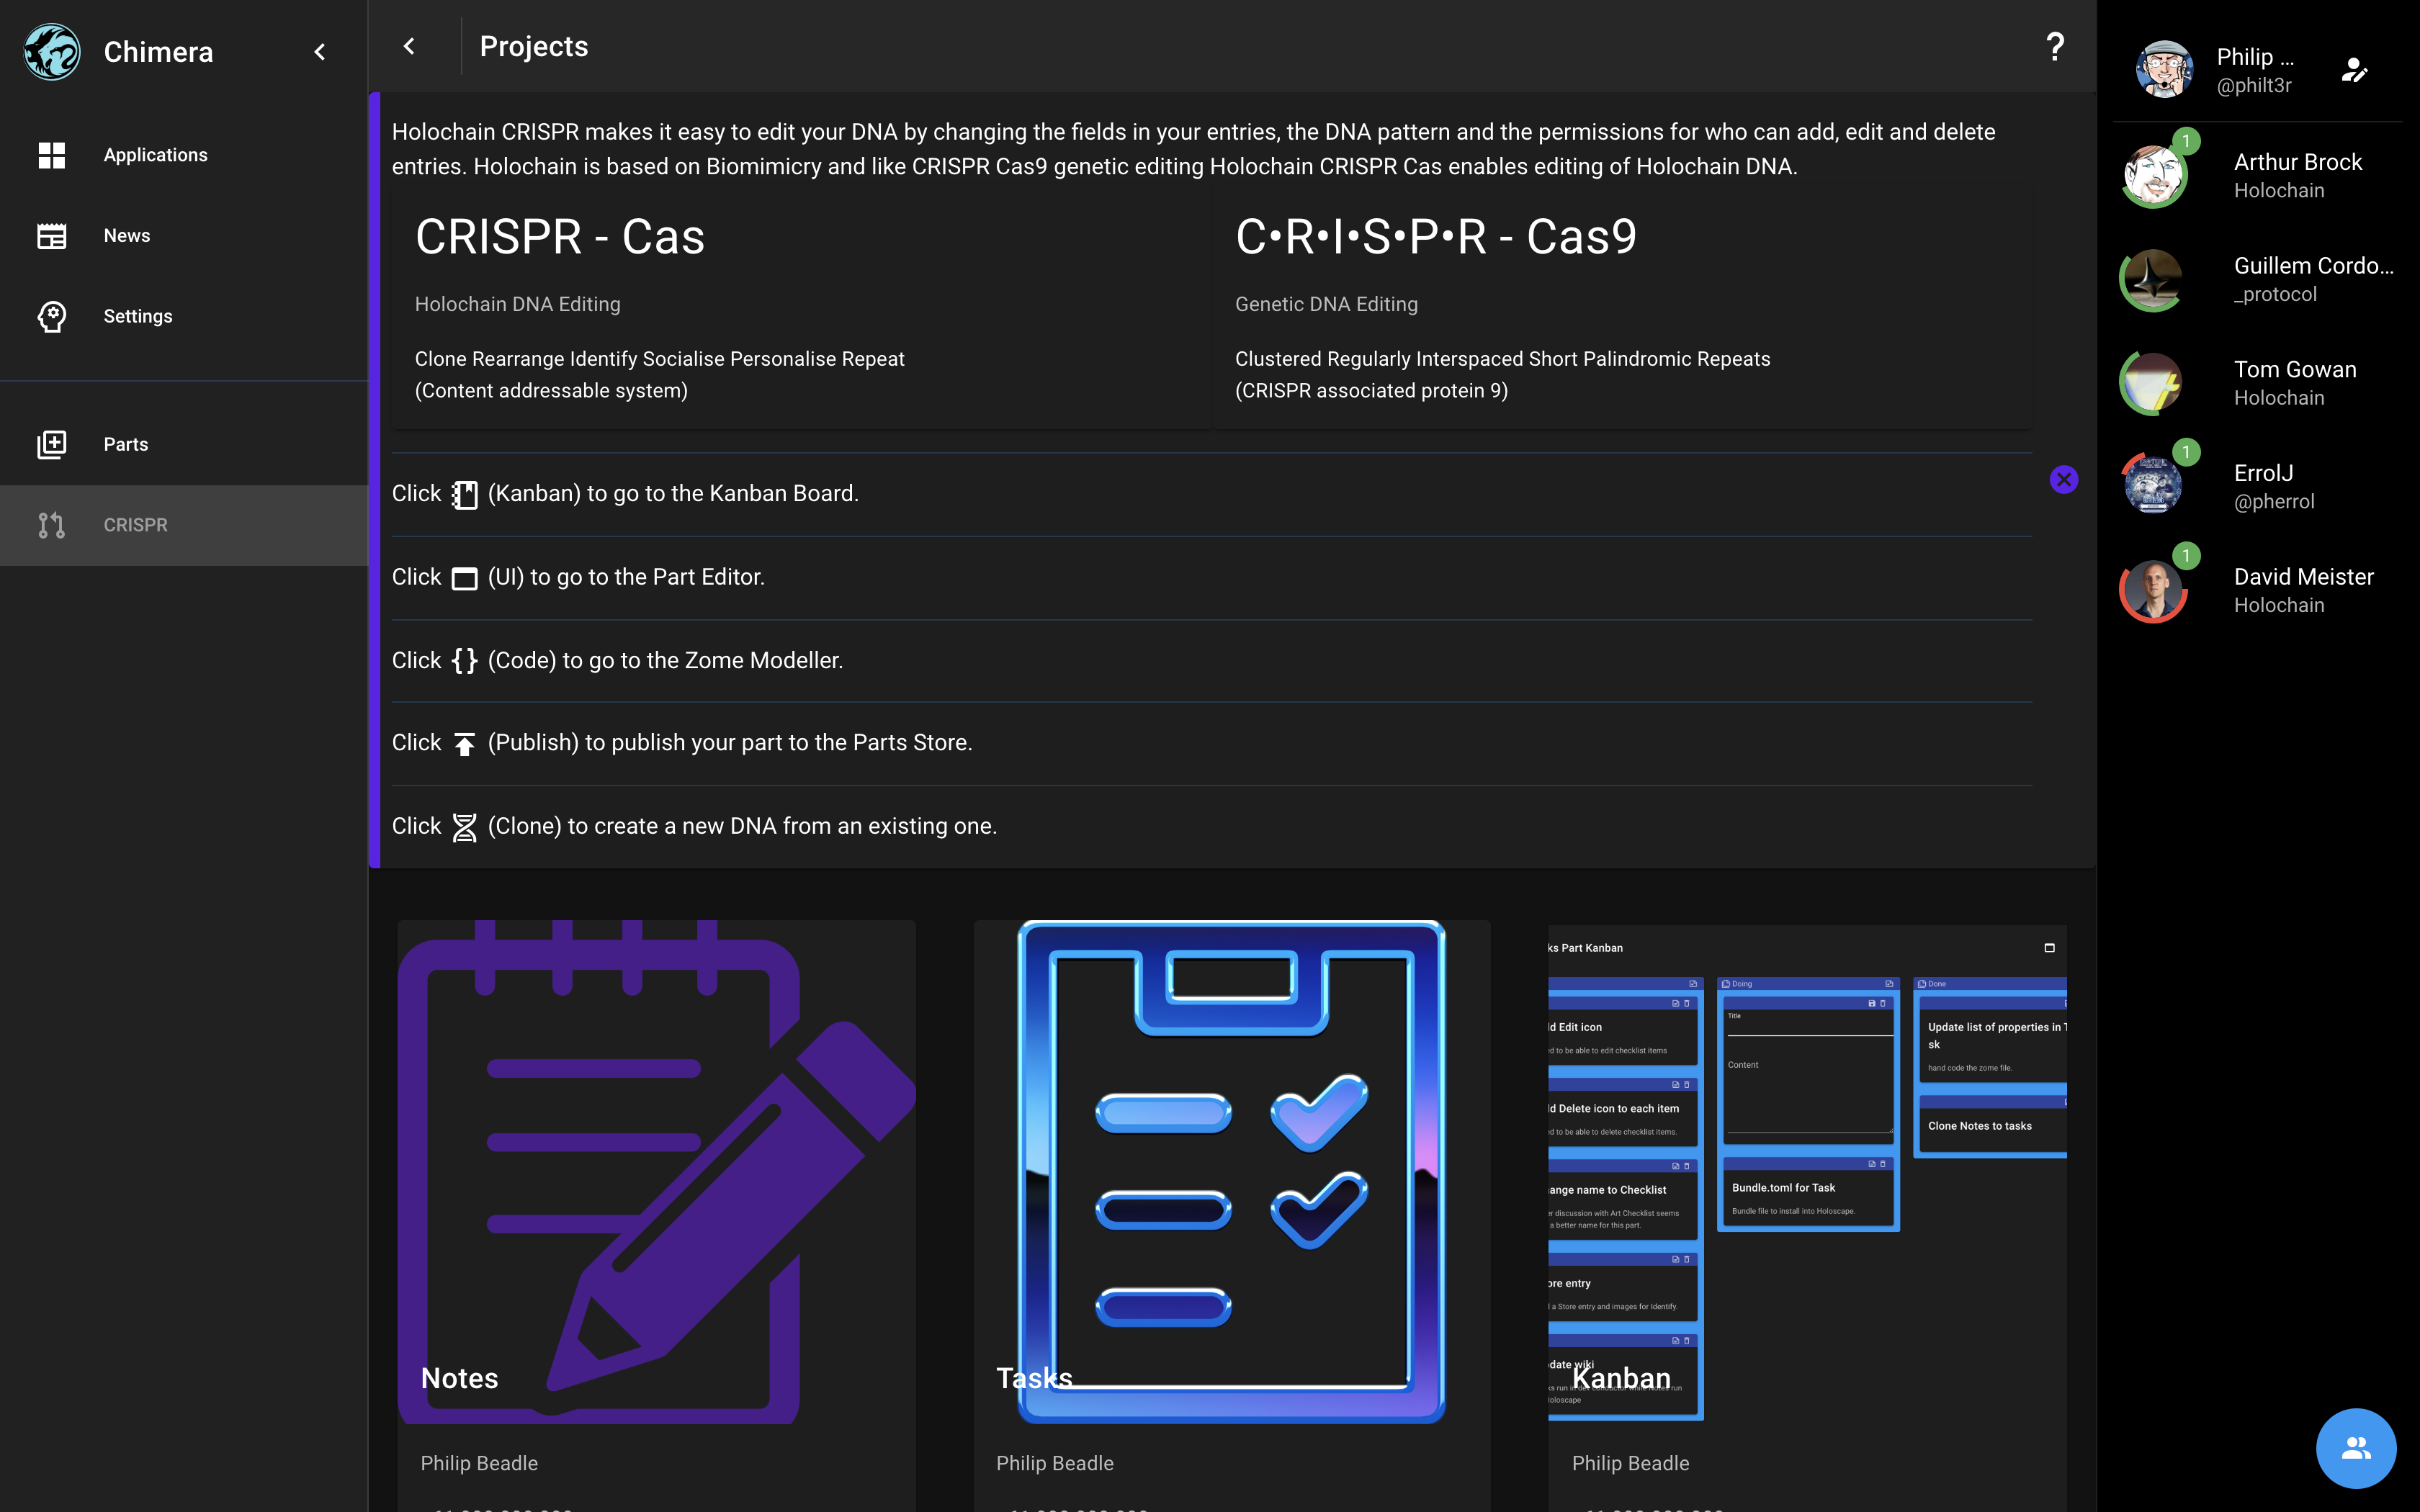 Chimera
Applications
News
Settings
Parts
CRISPR
Projects
?
Holochain CRISPR makes it easy to edit your DNA by changing the fields in your entries, the DNA pattern and the permissions for who can add, edit and delete
entries. Holochain is based on Biomimicry and like CRISPR Cas9 genetic editing Holochain CRISPR Cas enables editing of Holochain DNA.
CRISPR - Cas
Holochain DNA Editing
Clone Rearrange Identify Socialise Personalise Repeat
(Content addressable system)
C•R•I•S•P•R - Cas9
Genetic DNA Editing
Clustered Regularly Interspaced Short Palindromic Repeats
(CRISPR associated protein 9)
Click (Kanban) to go to the Kanban Board.
Click (UI) to go to the Part Editor.
Click {} (Code) to go to the Zome Modeller.
Click (Publish) to publish your part to the Parts Store.
Click (Clone) to create a new DNA from an existing one.
Notes
Philip Beadle
Tasks
Philip Beadle
ks Part Kanban
d Edit icon
d to be able to edit checklist items
d Delete icon to each item
d to be able to delete checklist items.
ange name to Checklist
r discussion with Art Checklist seems
a better name for this part.
ore entry
a Store entry and images for Identify.
date wiki
Doing
Title
Content
Bundle.toml for Task
Bundle file to install into Holoscape.
Done
Update list of properties in T
sk
hand code the zome file.
Clone Notes to tasks
Kanban
oloscape
Philip Beadle
Philip ...
@philt3r
1
Arthur Brock
Holochain
Guillem Cordo...
_protocol
Tom Gowan
Holochain
1
ErrolJ
@pherrol
1
David Meister
Holochain